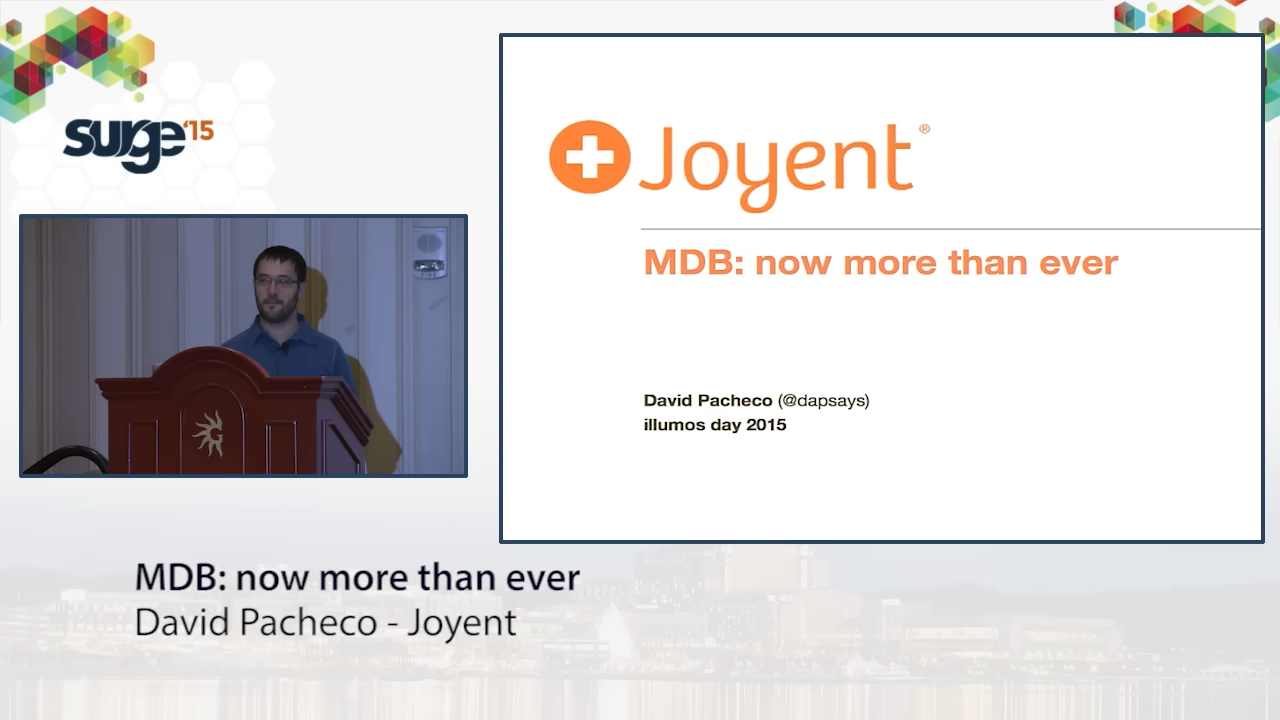 surge '15
Joyent®
MDB: now more than ever
David Pacheco (@dapsays)
illumos day 2015
MDB: now more than ever
David Pacheco - Joyent